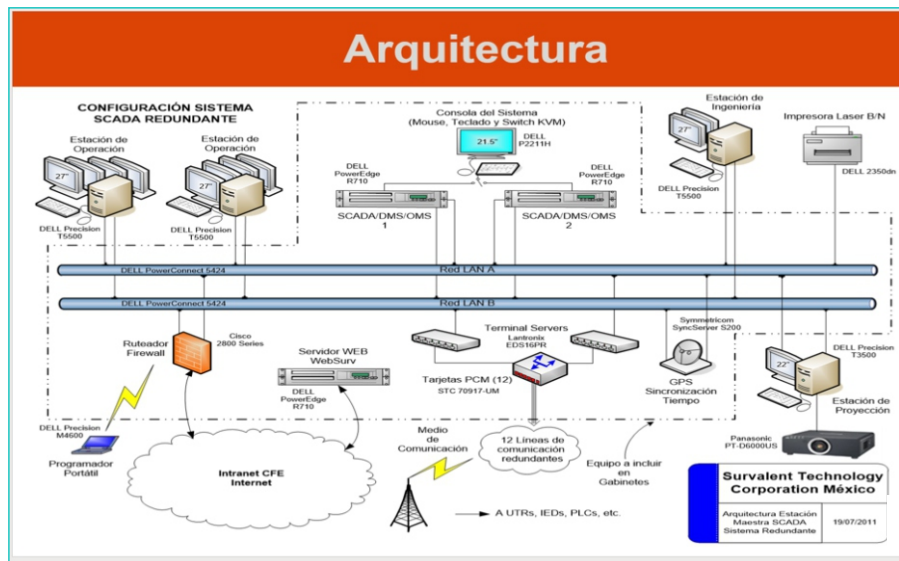 Arquitectura
CONFIGURACIÓN SISTEMA
SCADA REDUNDANTE
Estación de
Operación
27"
DELL Precision
T5500
Estación de
Operación
27"
DELL Precision
T5500
Consola del Sistema
(Mouse, Teclado y Switch KVM)
21.5"
DELL
P2211H
DELL
PowerEdge
R710
SCADA/DMS/OMS
1
DELL
PowerEdge
R710
SCADA/DMS/OMS
2
Estación de
Ingeniería
27"
DELL Precision
T5500
Impresora Laser B/N
DELL 2350dn
DELL PowerConnect 5424
Red LAN A
DELL PowerConnect 5424
Red LAN B
Ruteador
Firewall
Cisco
2800 Series
Servidor WEB
WebSurv
DELL
PowerEdge
R710
Terminal Servers
Lantronix
EDS16PR
Tarjetas PCM (12)
STC 70917-UM
Symmetricom
SyncServer S200
GPS
Sincronización
Tiempo
DELL Precision
T3500
22"
Estación de
Proyección
Panasonic
PT-D6000US
DELL Precision
M4600
Programador
Portátil
Intranet CFE
Internet
Medio
de
Comunicación
12 Líneas de
comunicación
redundantes
Equipo a incluir
en
Gabinetes
A UTRs, IEDs, PLCs, etc.
Survalent Technology
Corporation México
Arquitectura Estación
Maestra SCADA
Sistema Redundante
19/07/2011